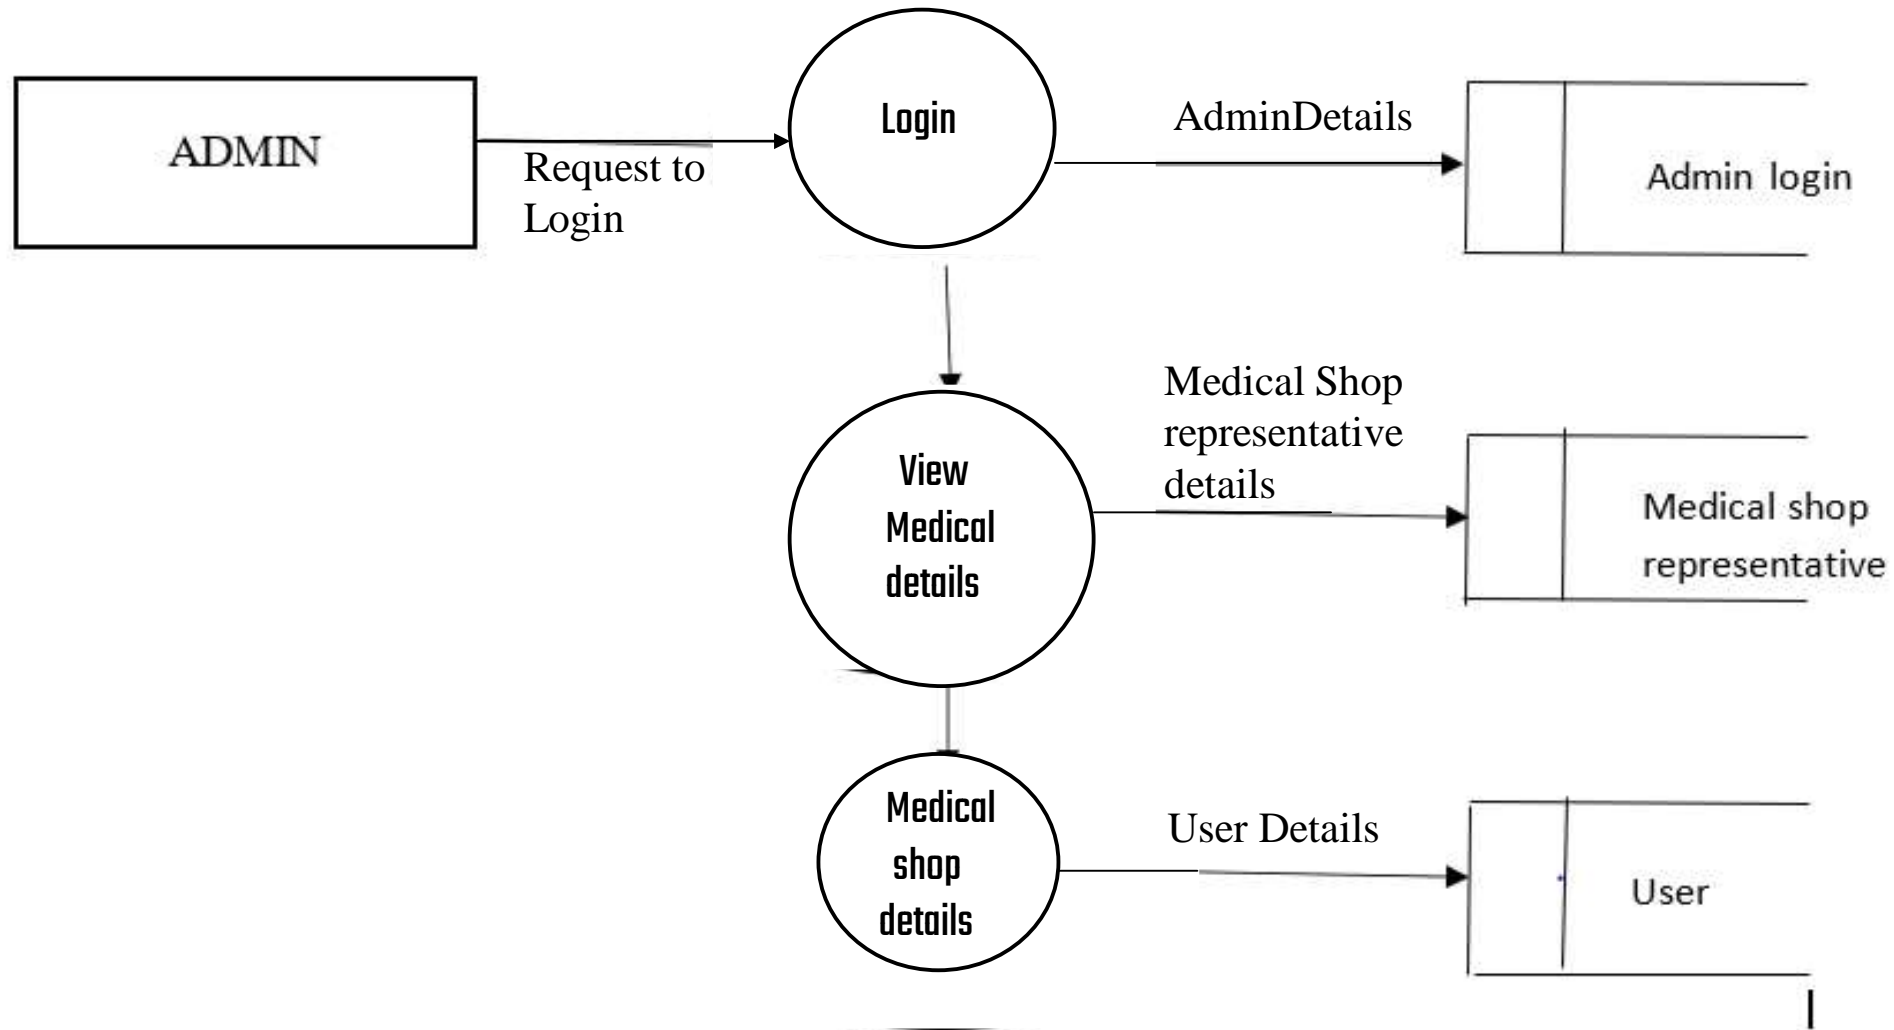 ADMIN
Request to
Login
Login
AdminDetails
Admin login
View
Medical
details
Medical Shop
representative
details
Medical shop
representative
Medical
shop
details
User Details
User